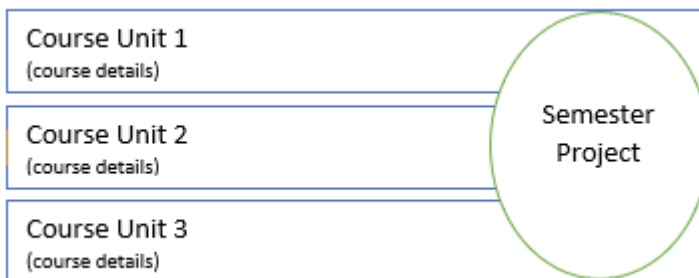 Course Unit 1
(course details)
Course Unit 2
(course details)
Course Unit 3
(course details)
Semester
Project